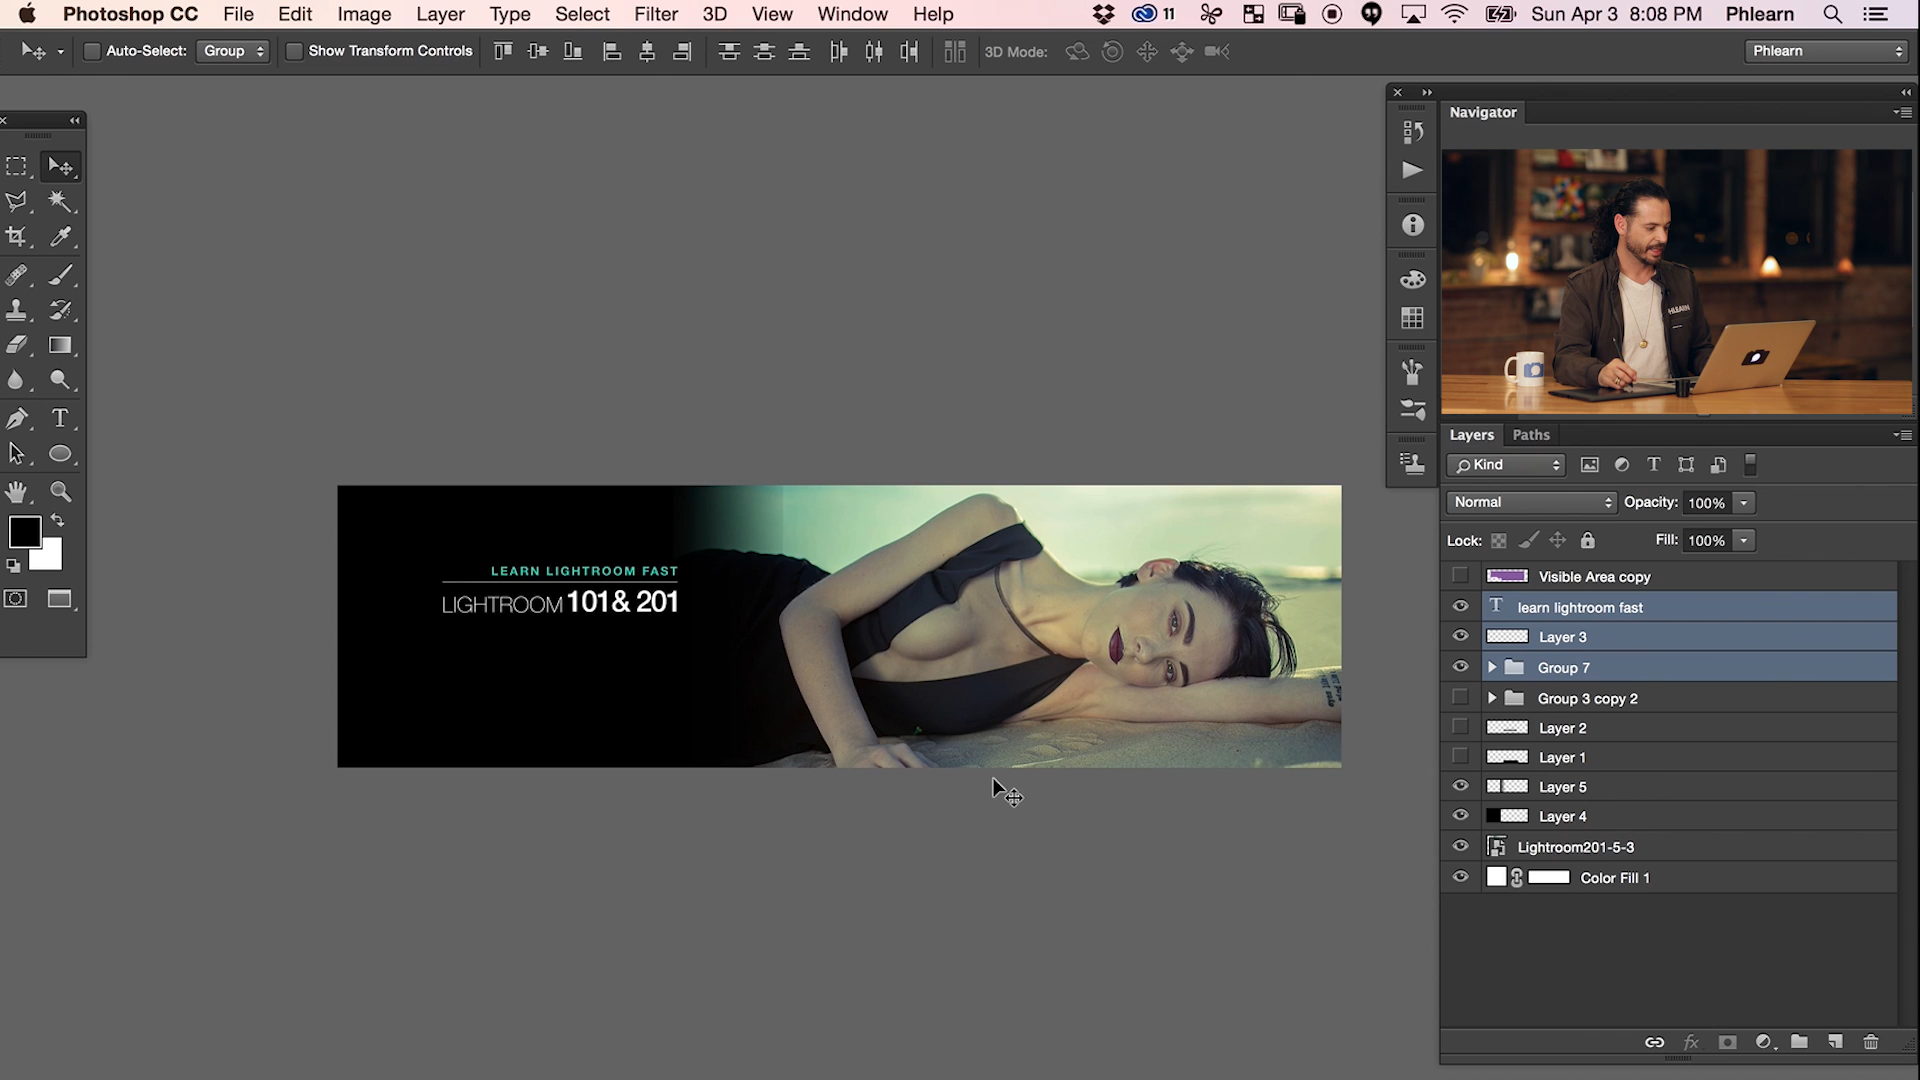 Photoshop CC File Edit Image Layer Type Select Filter 3D View Window Help 11 Sun Apr 3 8:08 PM Phlearn
Auto-Select: Group Show Transform Controls 3D Mode: Phlearn
Navigator
HLEARN
LEARN LIGHTROOM FAST
LIGHTROOM 101& 201
Layers Paths
Kind
Normal Opacity: 100%
Lock: Fill: 100%
Visible Area copy
learn lightroom fast
Layer 3
Group 7
Group 3 copy 2
Layer 2
Layer 1
Layer 5
Layer 4
Lightroom201-5-3
Color Fill 1